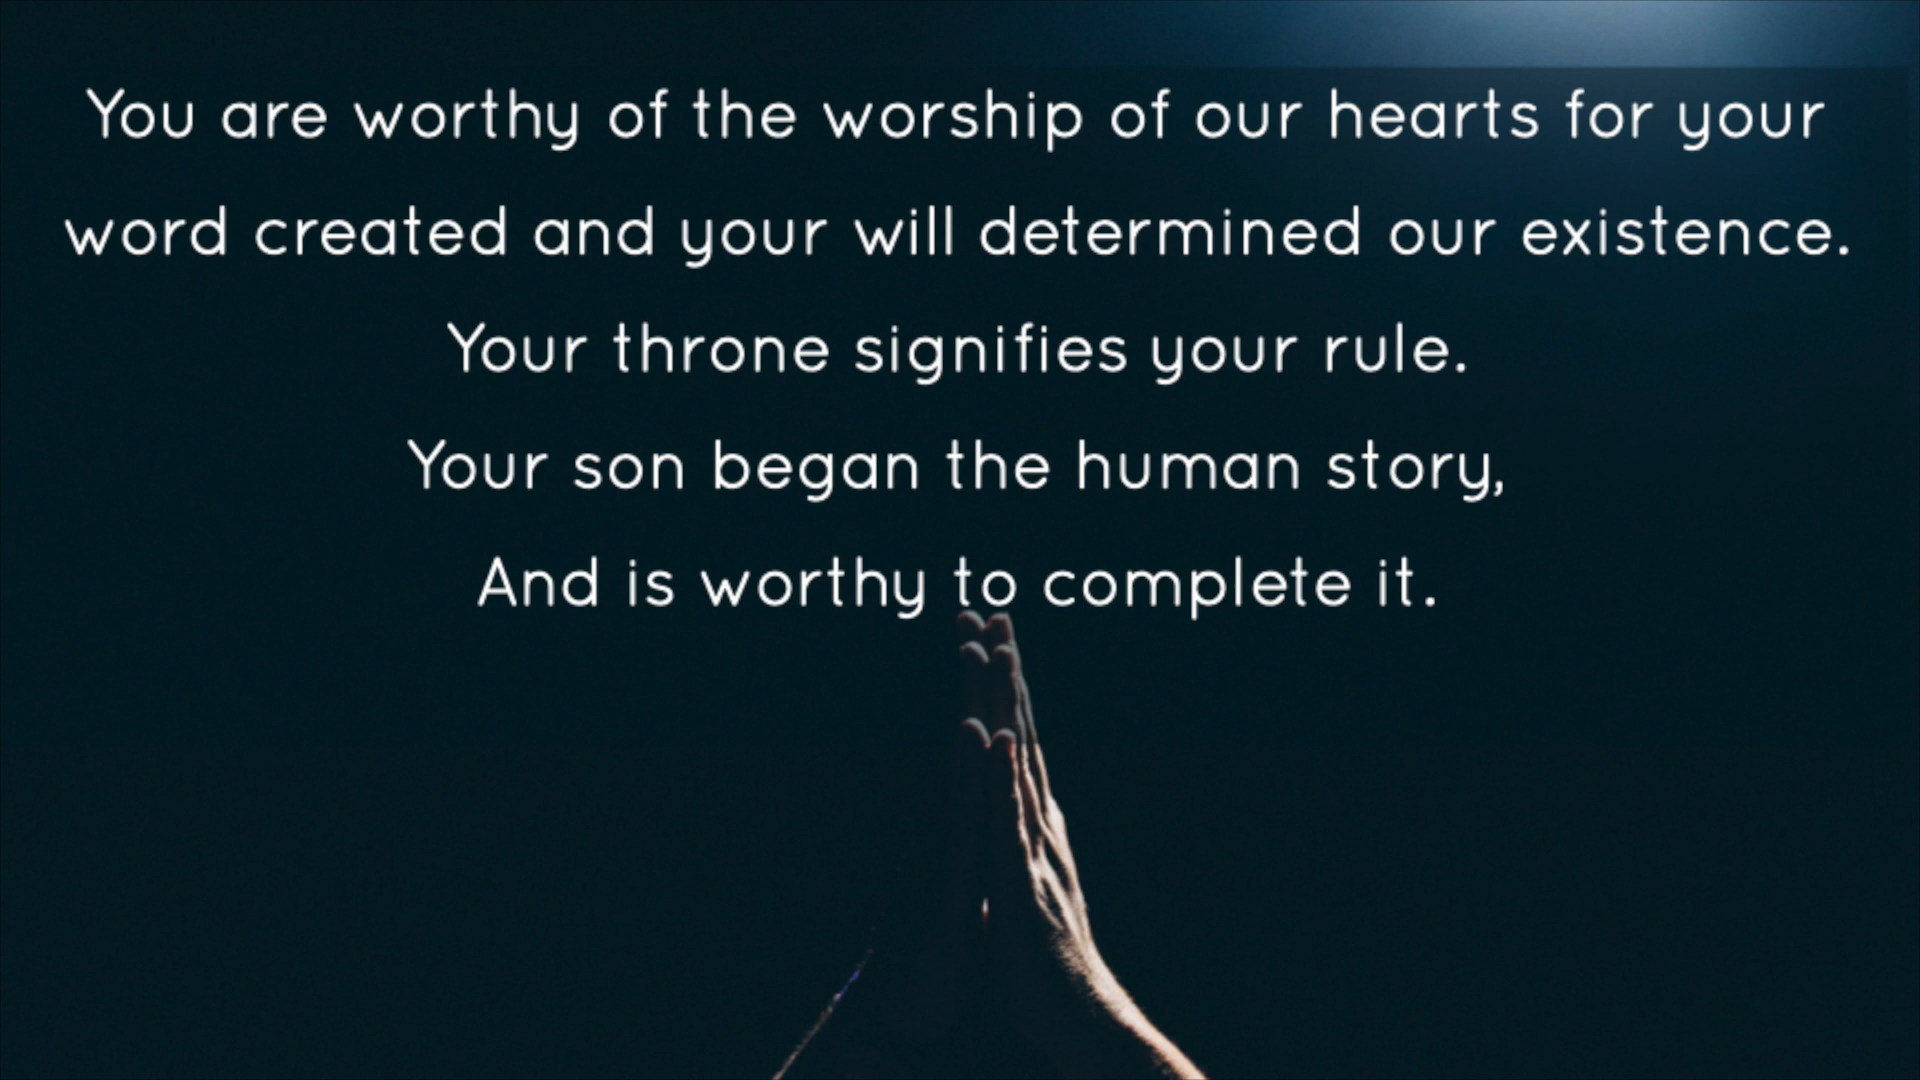 You are worthy of the worship of our hearts for your
word created and your will determined our existence.
Your throne signifies your rule.
Your son began the human story,
And is worthy to complete it.